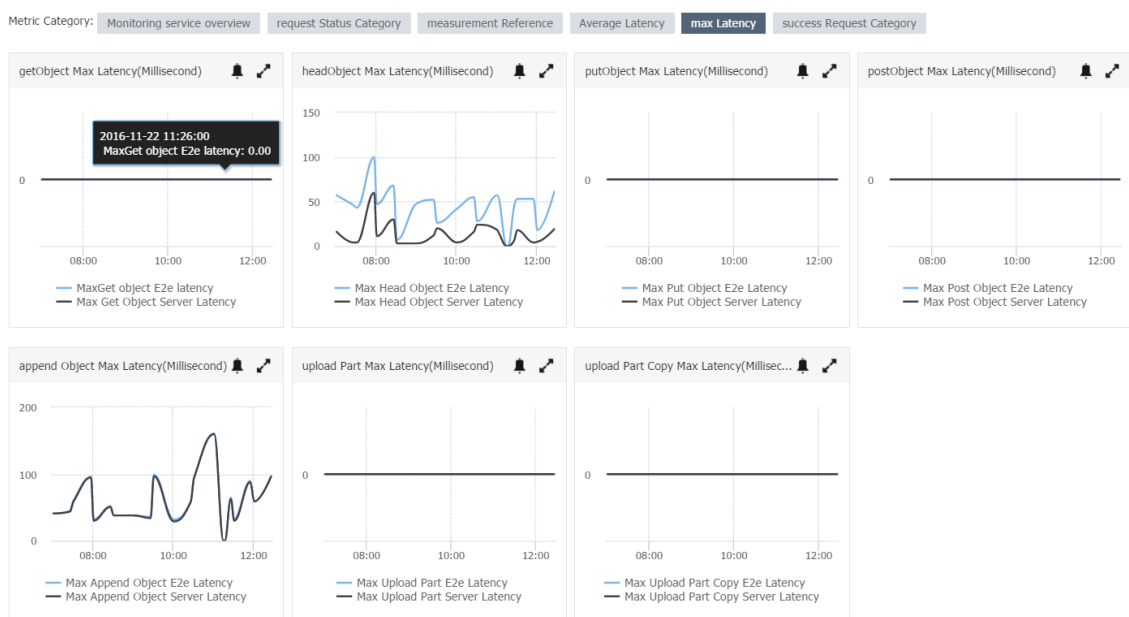 Metric Category: Monitoring service overview request Status Category measurement Reference Average Latency max Latency success Request Category
getObject Max Latency(Millisecond)
2016-11-22 11:26:00
MaxGet object E2e latency: 0.00
0
08:00 10:00 12:00
MaxGet object E2e latency
Max Get Object Server Latency
headObject Max Latency(Millisecond)
150
100
50
0
08:00 10:00 12:00
Max Head Object E2e Latency
Max Head Object Server Latency
putObject Max Latency(Millisecond)
0
08:00 10:00 12:00
Max Put Object E2e Latency
Max Put Object Server Latency
postObject Max Latency(Millisecond)
0
08:00 10:00 12:00
Max Post Object E2e Latency
Max Post Object Server Latency
append Object Max Latency(Millisecond)
200
100
0
08:00 10:00 12:00
Max Append Object E2e Latency
Max Append Object Server Latency
upload Part Max Latency(Millisecond)
0
08:00 10:00 12:00
Max Upload Part E2e Latency
Max Upload Part Server Latency
upload Part Copy Max Latency(Millisec...
0
08:00 10:00 12:00
Max Upload Part Copy E2e Latency
Max Upload Part Copy Server Latency